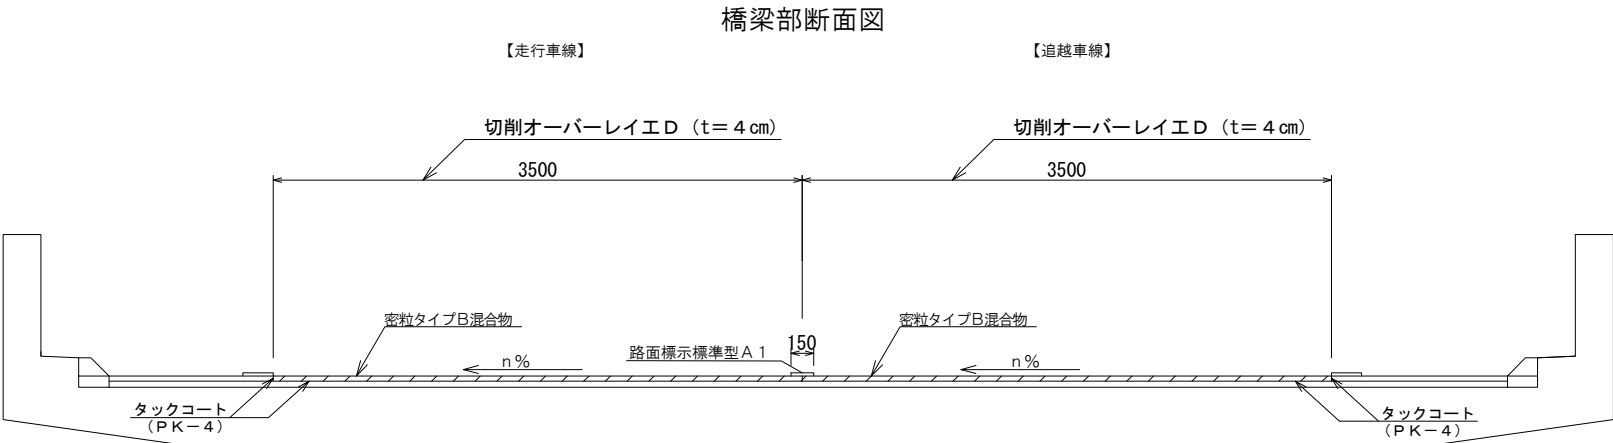 橋梁部断面図
【走行車線】
【追越車線】
切削オーバーレイ工D（t＝4㎝）
切削オーバーレイ工D（t＝4㎝）
3500
3500
密粒タイプB混合物
密粒タイプB混合物
150
路面標示標準型A1
n％
n％
タックコート
（PK－4）
タックコート
（PK－4）